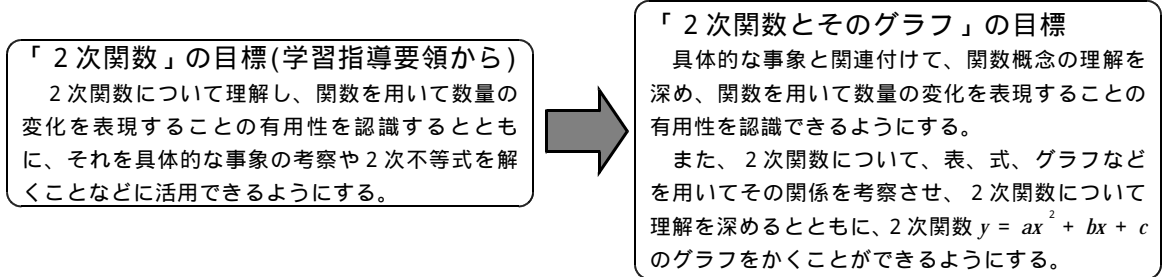 「2次関数」の目標(学習指導要領から)
2次関数について理解し、関数を用いて数量の
変化を表現することの有用性を認識するととも
に、それを具体的な事象の考察や2次不等式を解
くことなどに活用できるようにする。
「2次関数とそのグラフ」の目標
具体的な事象と関連付けて、関数概念の理解を
深め、関数を用いて数量の変化を表現することの
有用性を認識できるようにする。
また、2次関数について、表、式、グラフなど
を用いてその関係を考察させ、2次関数について
理解を深めるとともに、2次関数 y = ax² + bx + c
のグラフをかくことができるようにする。